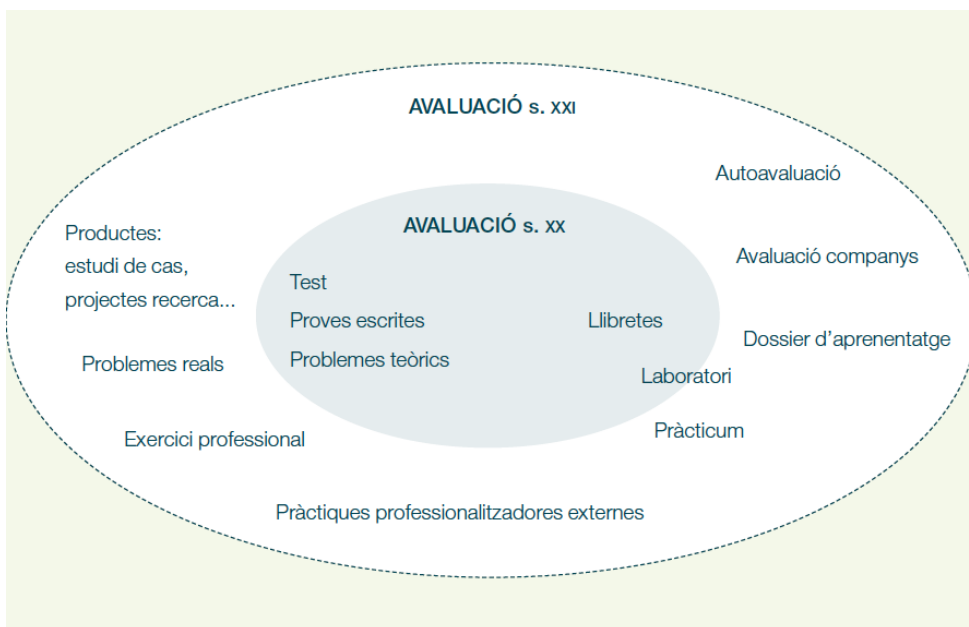 AVALUACIÓ s. XXI
Autoavaluació
AVALUACIÓ s. XX
Productes:
estudi de cas,
projectes recerca...
Avaluació companys
Test
Proves escrites
Llibretes
Problemes teòrics
Dossier d’aprenentatge
Problemes reals
Laboratori
Pràcticum
Exercici professional
Pràctiques professionalitzadores externes